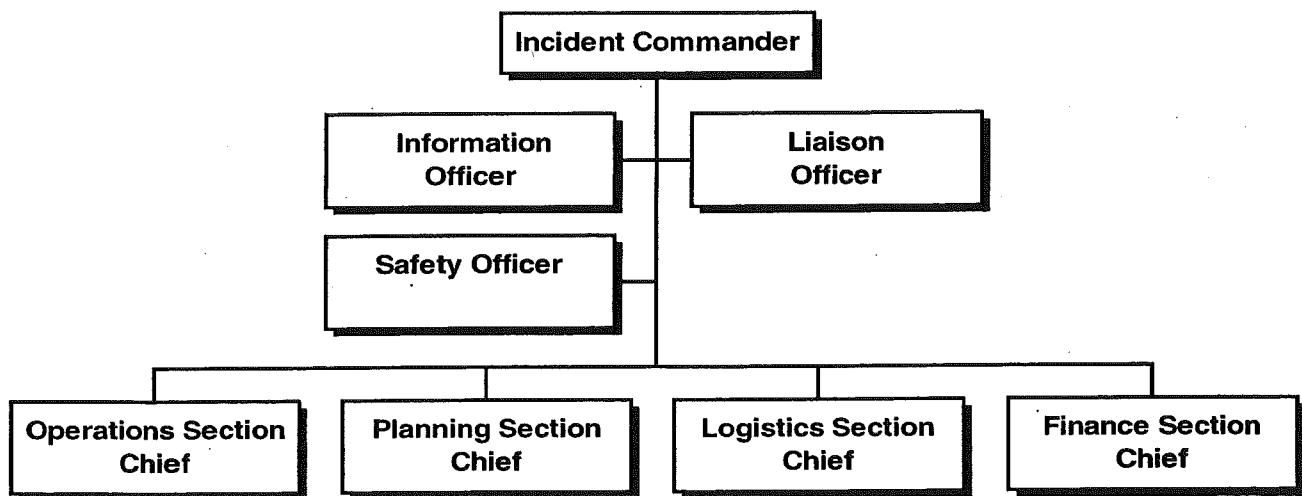 Incident Commander
Information
Officer
Liaison
Officer
Safety Officer
Operations Section
Chief
Planning Section
Chief
Logistics Section
Chief
Finance Section
Chief